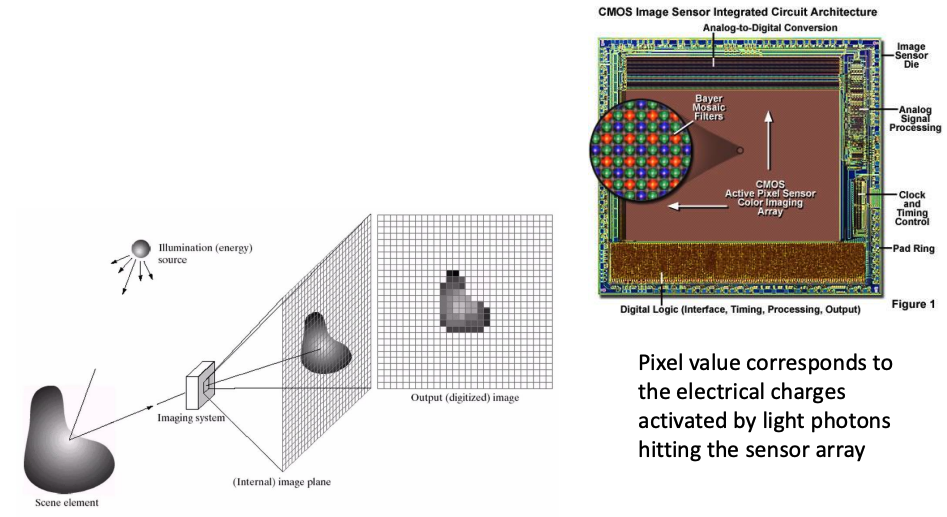 CMOS Image Sensor Integrated Circuit Architecture
Analog-to-Digital Conversion
Image
Sensor
Die
Bayer
Mosaic
Filters
Analog
Signal
Processing
CMOS
Active Pixel Sensor
Color Imaging
Array
Clock
and
Timing
Control
Pad Ring
Digital Logic (Interface, Timing, Processing, Output)
Figure 1
Illumination (energy)
source
Imaging system
Output (digitized) image
(Internal) image plane
Scene element
Pixel value corresponds to
the electrical charges
activated by light photons
hitting the sensor array